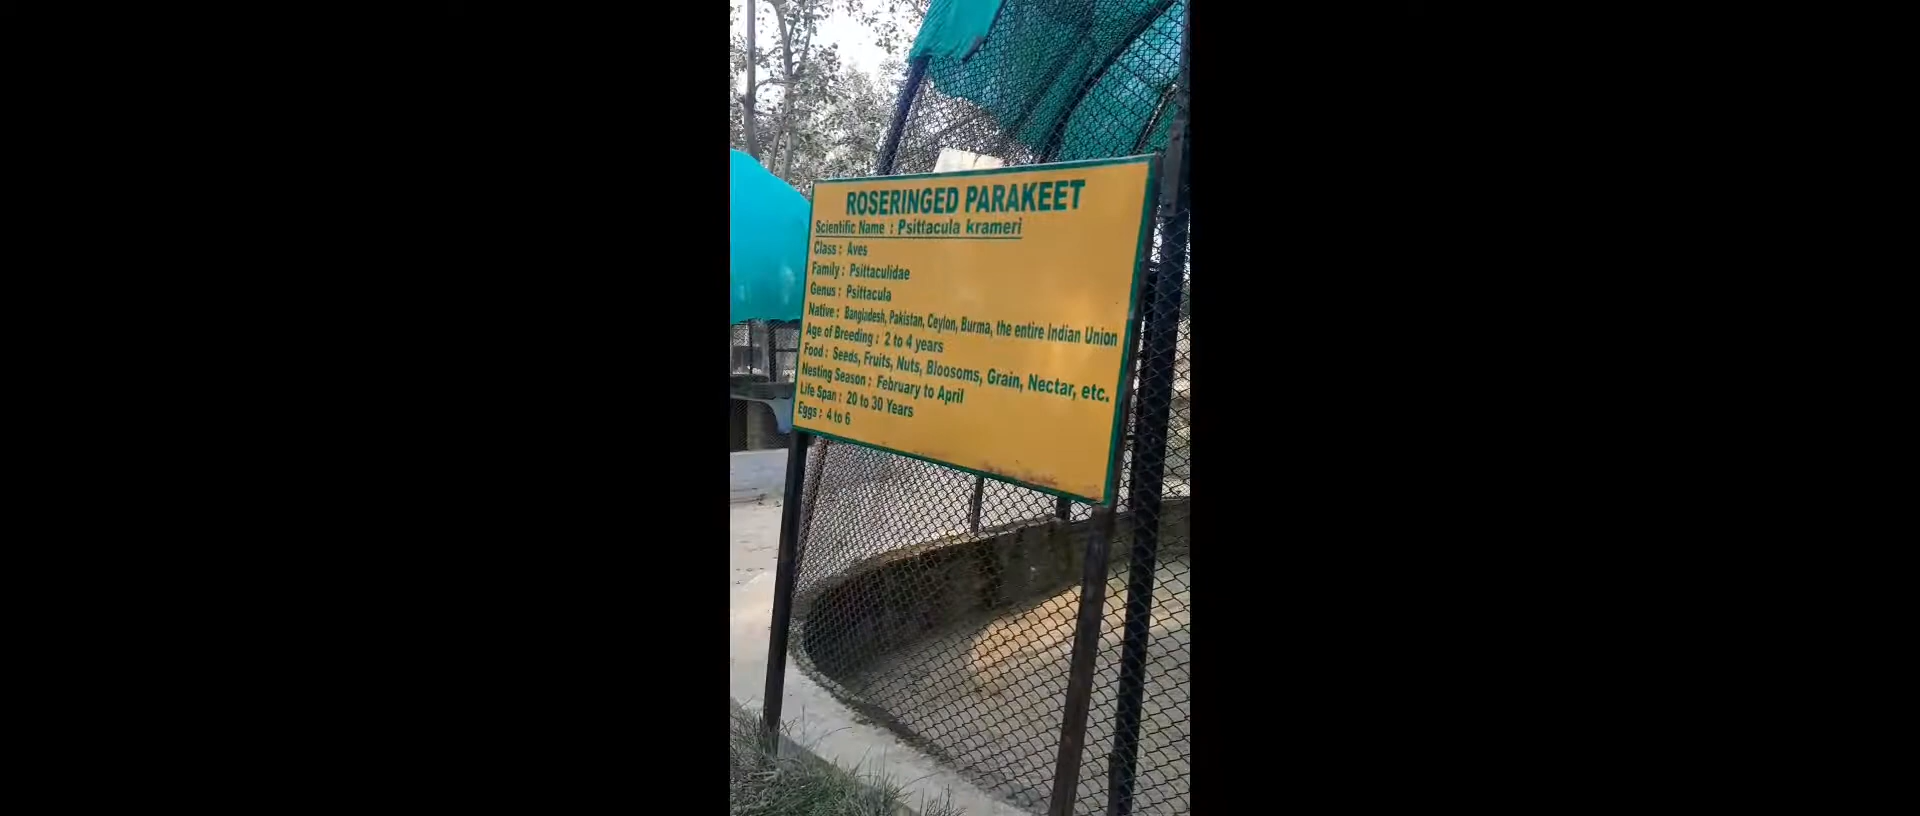 ROSERINGED PARAKEET
Scientific Name : Psittacula krameri
Class : Aves
Family : Psittaculidae
Genus : Psittacula
Native : Bangladesh, Pakistan, Ceylon, Burma, the entire Indian Union
Age of Breeding : 2 to 4 years
Food : Seeds, Fruits, Nuts, Bloosoms, Grain, Nectar, etc.
Nesting Season : February to April
Life Span : 20 to 30 Years
Eggs : 4 to 6